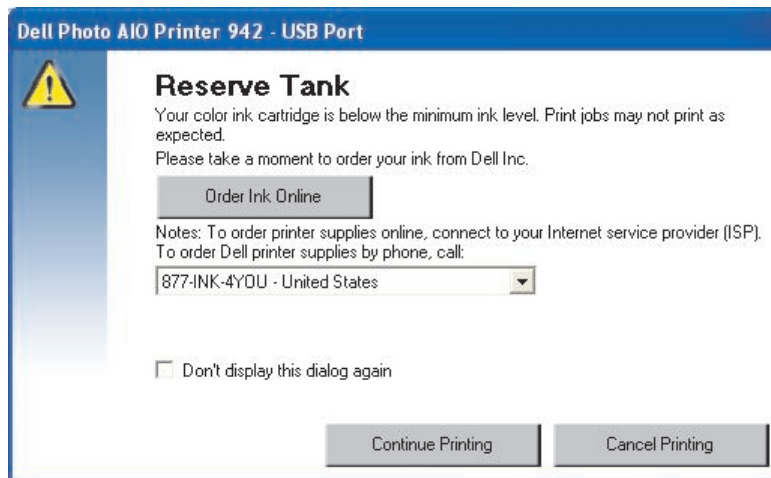 Dell Photo AIO Printer 942 - USB Port
Reserve Tank
Your color ink cartridge is below the minimum ink level. Print jobs may not print as
expected.
Please take a moment to order your ink from Dell Inc.
Order Ink Online
Notes: To order printer supplies online, connect to your Internet service provider (ISP).
To order Dell printer supplies by phone, call:
877-INK-4YOU - United States
Don't display this dialog again
Continue Printing
Cancel Printing